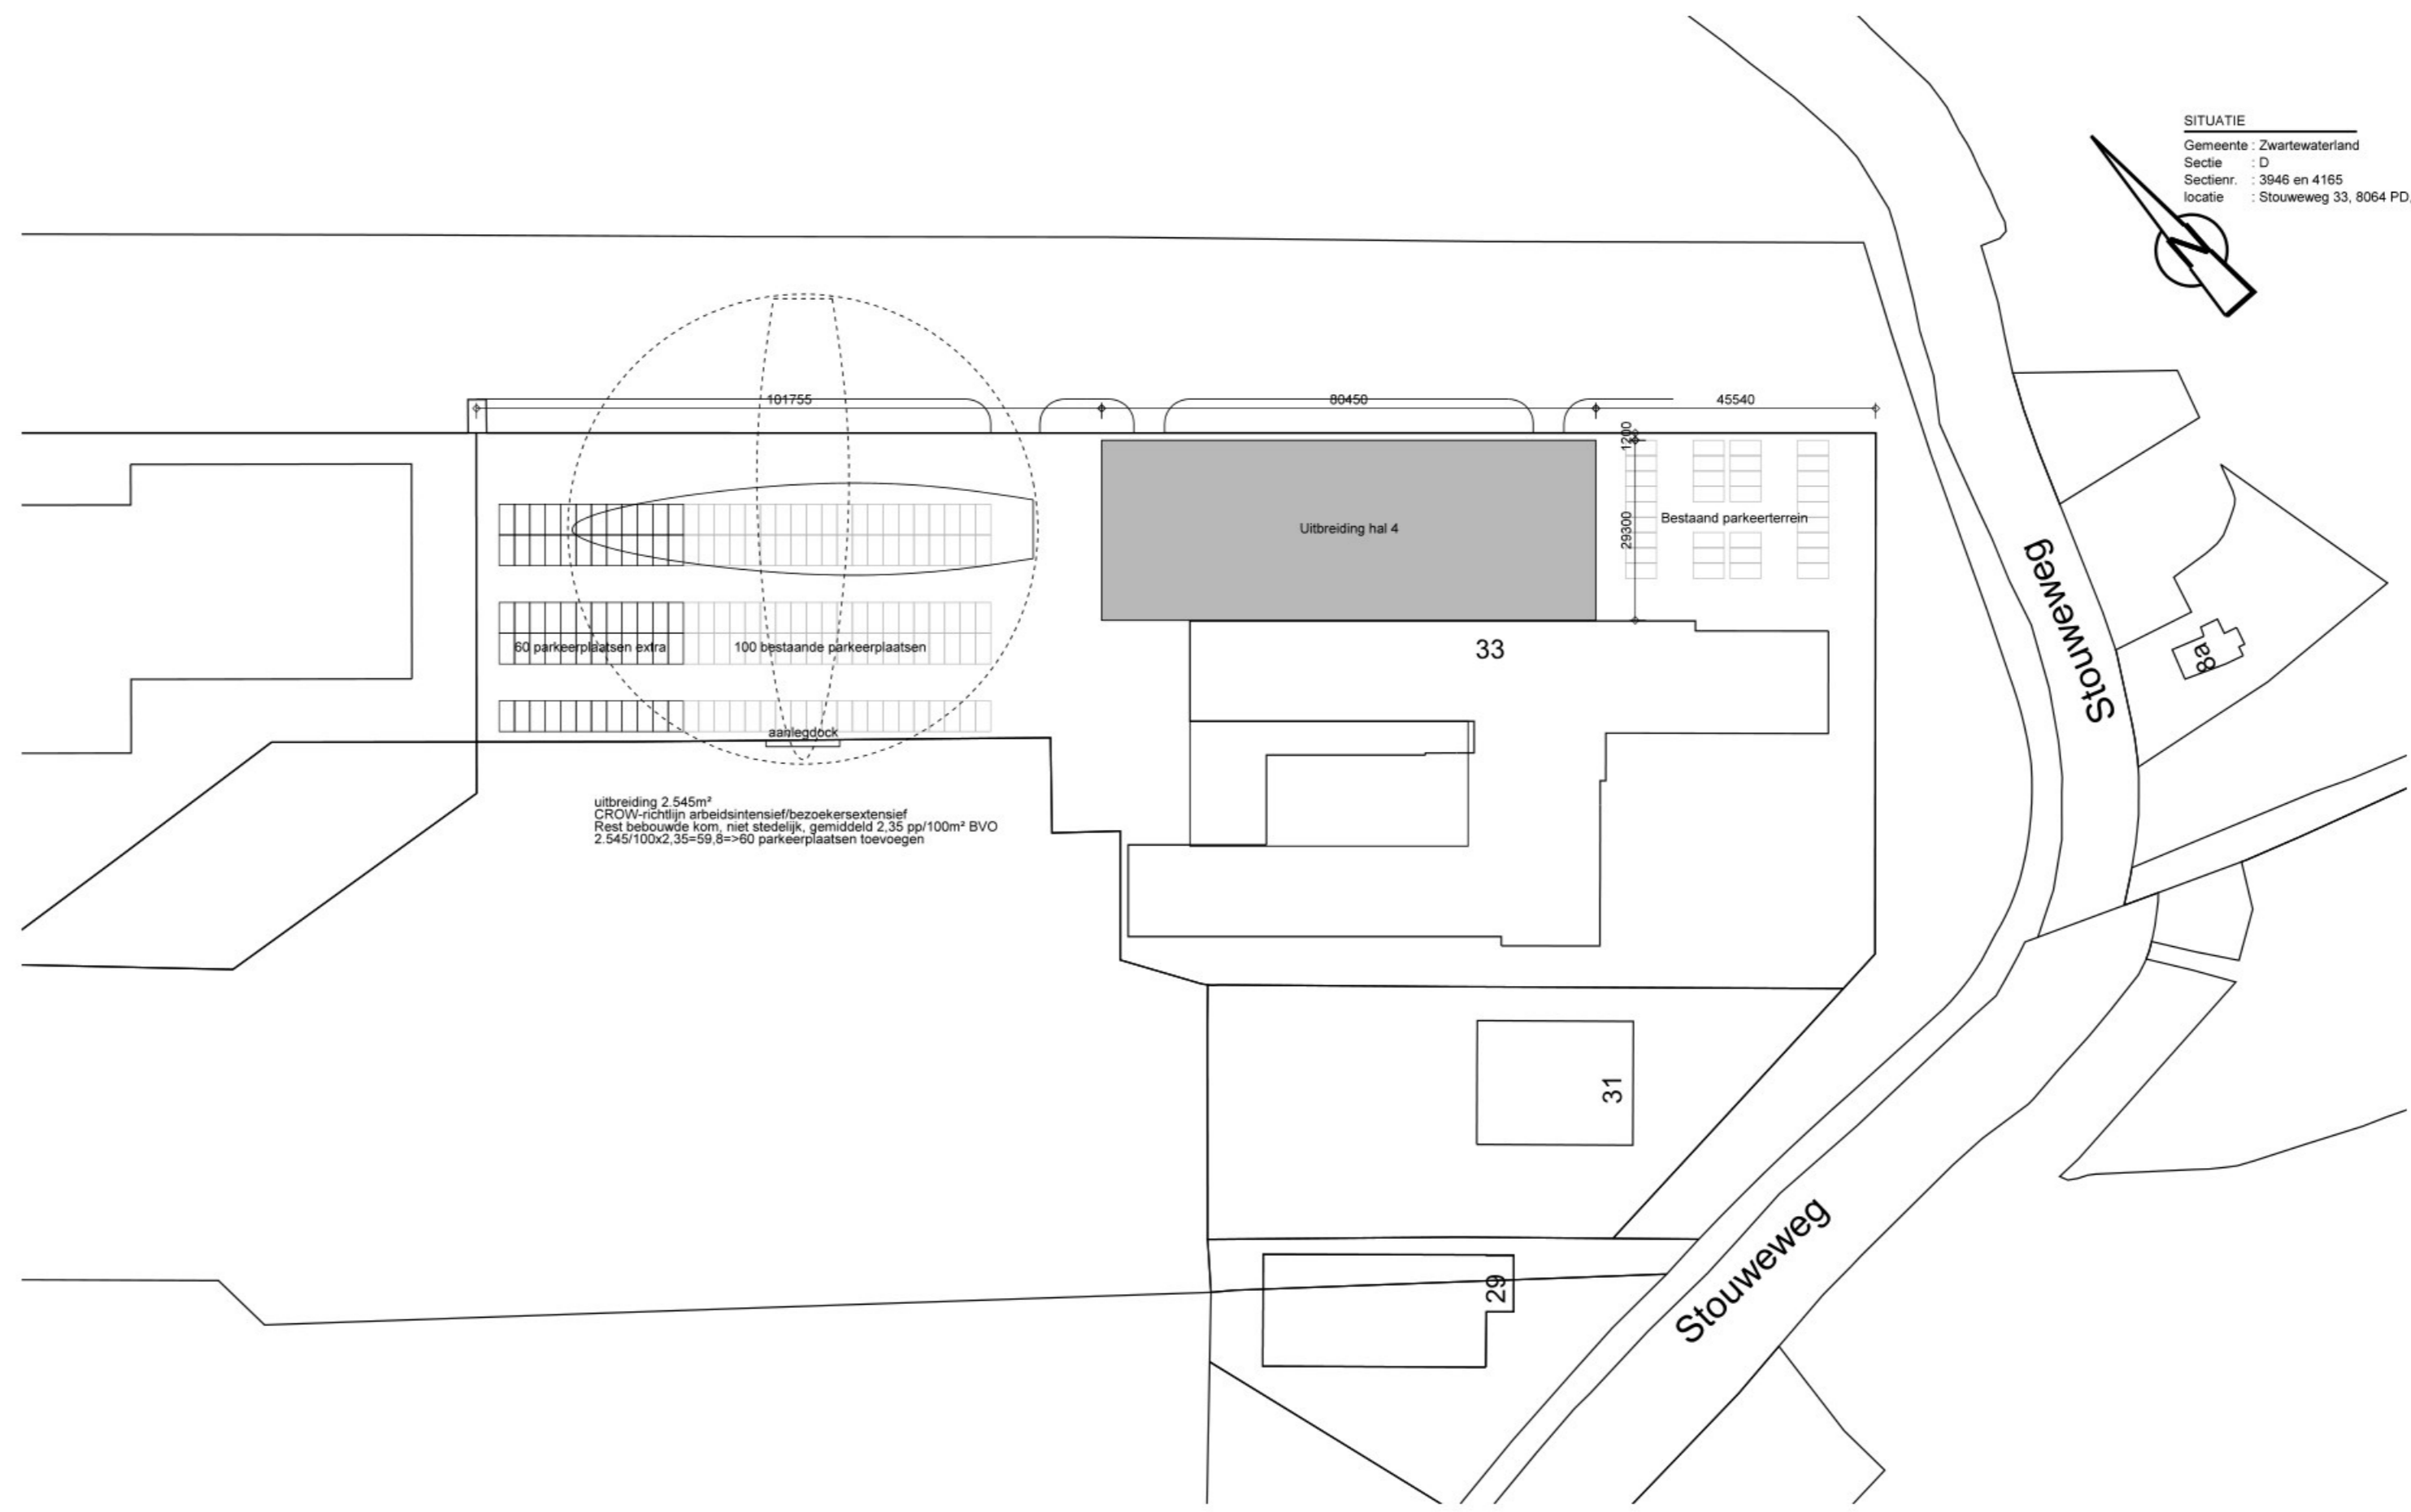 SITUATIE
Gemeente : Zwartewaterland
Sectie : D
Sectienr. : 3946 en 4165
locatie : Stouweweg 33, 8064 PD,
N
101755
80450
45540
1200
29300
Uitbreiding hal 4
Bestaand parkeerterrein
Stouweweg
8a
60 parkeerplaatsen extra
100 bestaande parkeerplaatsen
33
aanlegdock
uitbreiding 2.545m²
CROW-richtlijn arbeidsintensief/bezoekersextensief
Rest bebouwde kom, niet stedelijk, gemiddeld 2,35 pp/100m² BVO
2.545/100x2,35=59,8=>60 parkeerplaatsen toevoegen
31
Stouweweg
29